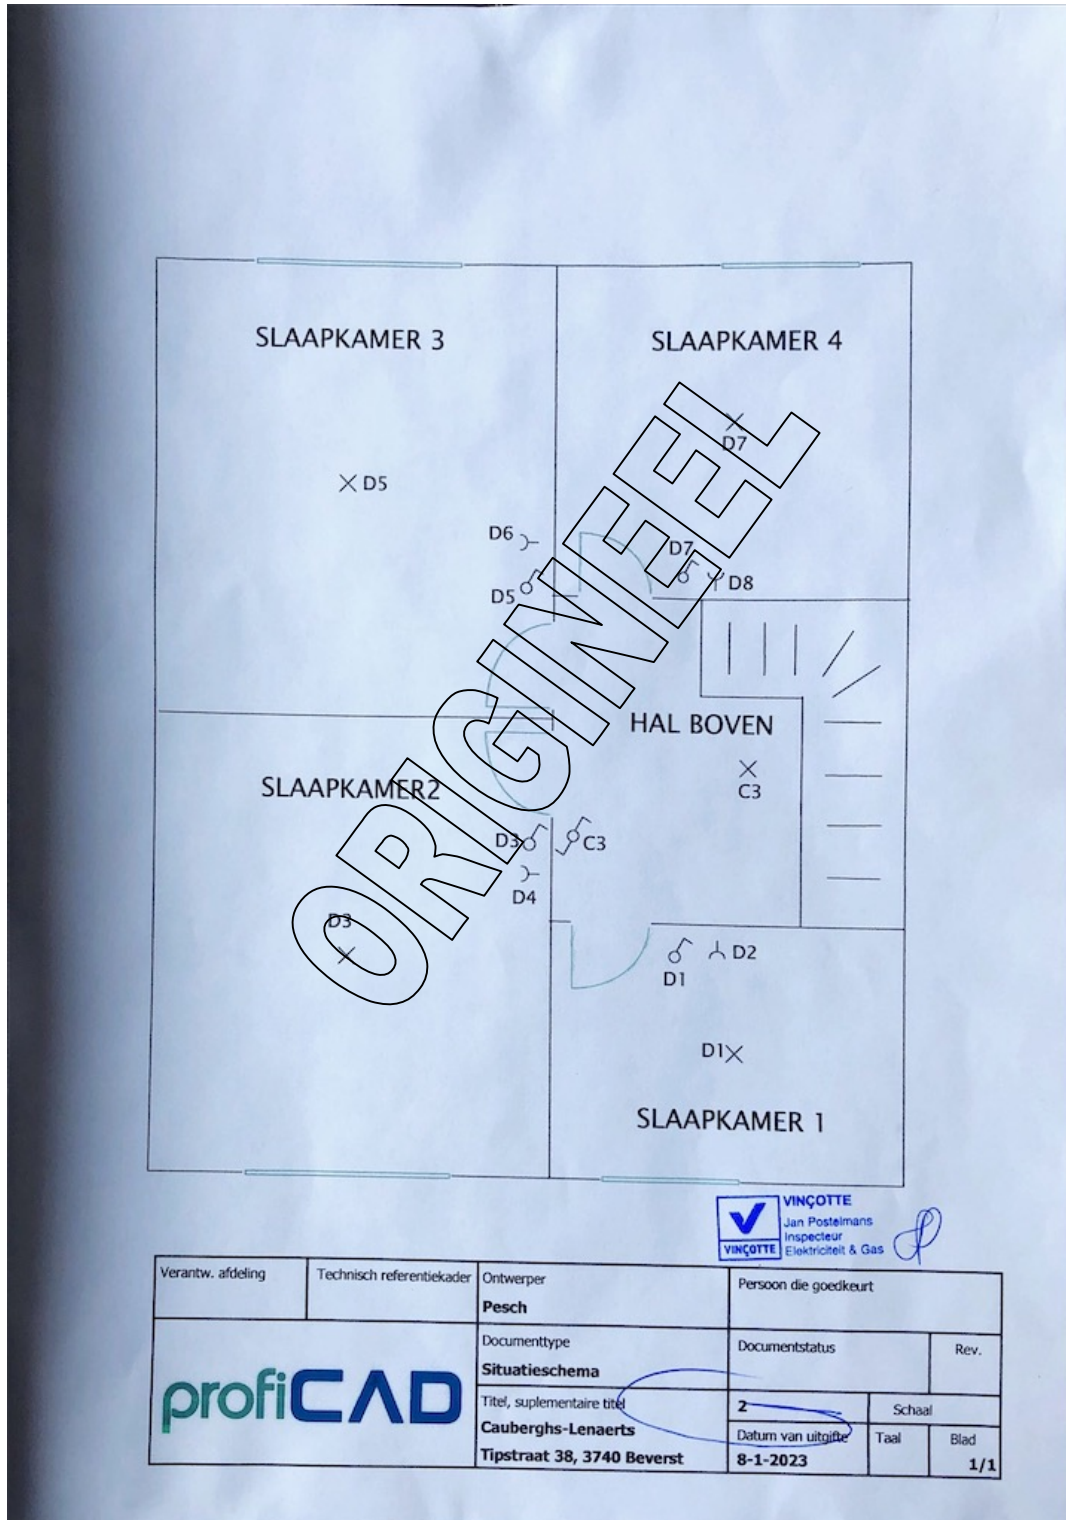 SLAAPKAMER 3
SLAAPKAMER 4
D7
D5
D6
D7
D5
D8
HAL BOVEN
SLAAPKAMER2
C3
D3
C3
D4
D3
D2
D1
D1
SLAAPKAMER 1
ORIGINEEL
VINÇOTTE
Jan Postelmans
Inspecteur
Elektriciteit & Gas
VINÇOTTE
Verantw. afdeling
Technisch referentiekader
Ontwerper
Pesch
Persoon die goedkeurt
Documenttype
Situatieschema
Documentstatus
Rev.
profiCAD
Titel, suplementaire titel
Cauberghs-Lenaerts
Tipstraat 38, 3740 Beverst
2
Schaal
Datum van uitgifte
8-1-2023
Taal
Blad
1/1